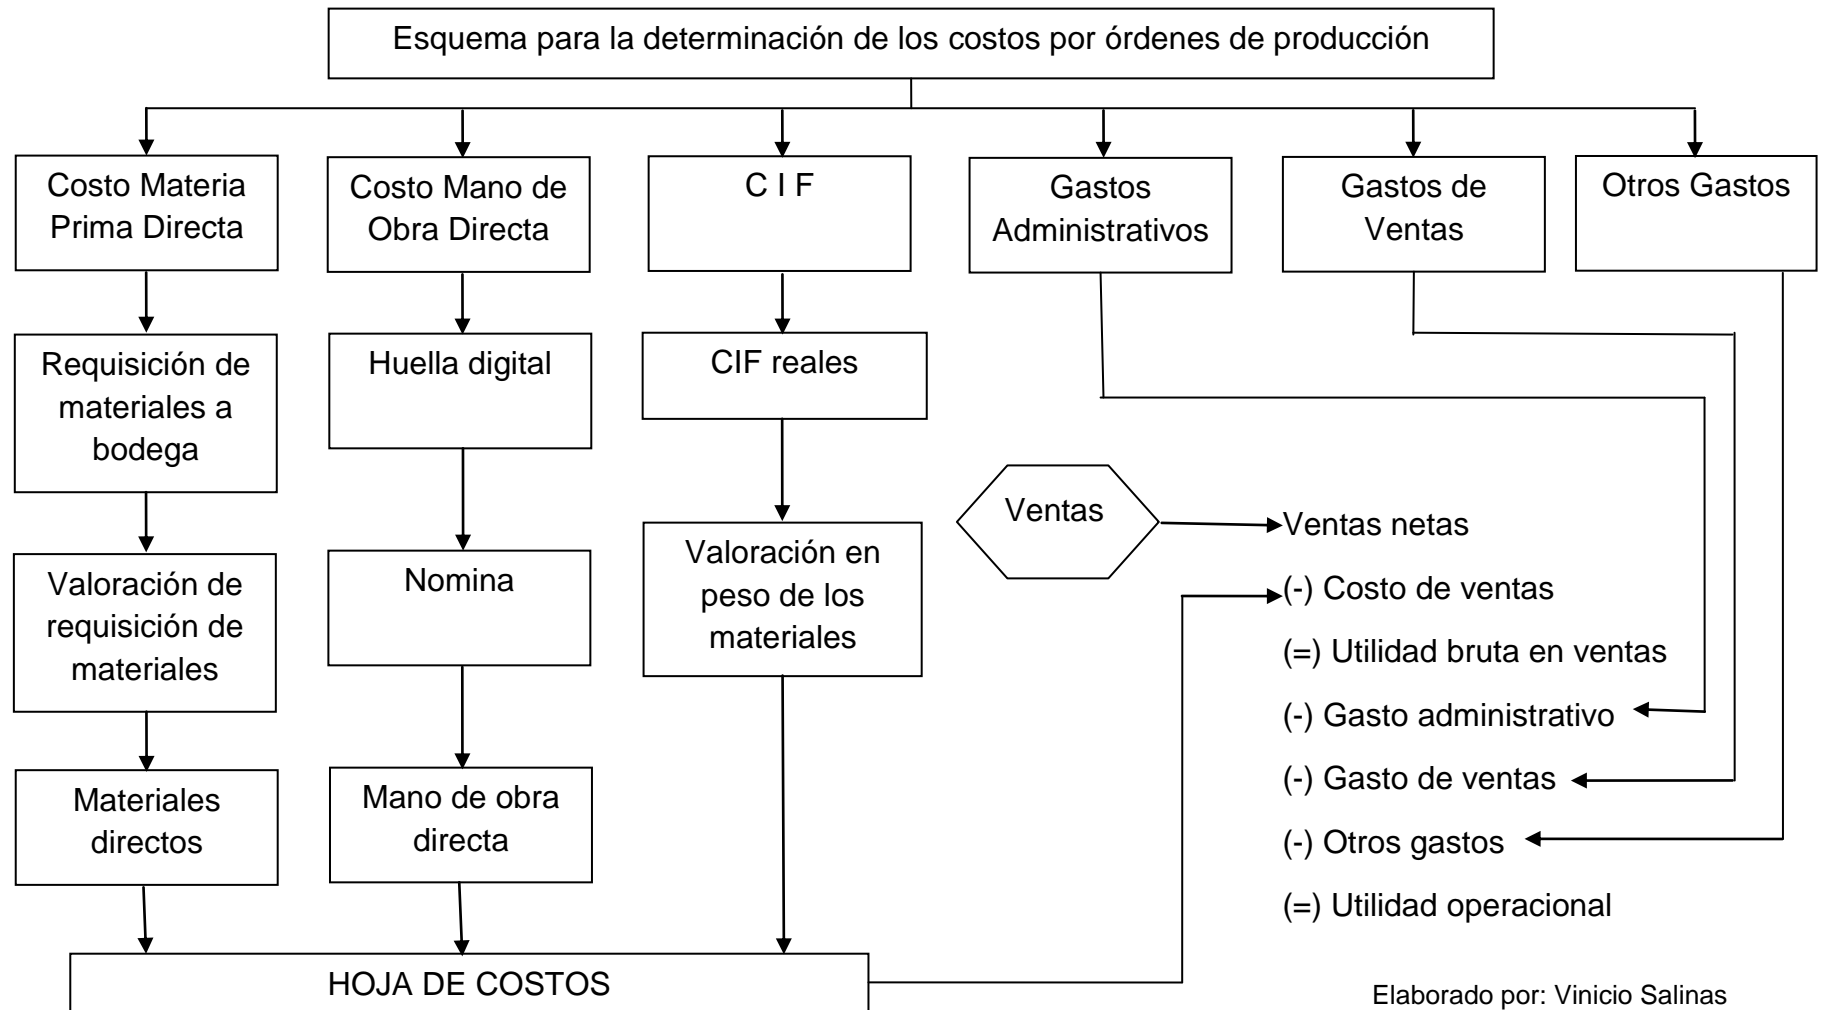 Esquema para la determinación de los costos por órdenes de producción
Costo Materia
Prima Directa
Costo Mano de
Obra Directa
C I F
Gastos
Administrativos
Gastos de
Ventas
Otros Gastos
Requisición de
materiales a
bodega
Huella digital
CIF reales
Valoración de
requisición de
materiales
Nomina
Valoración en
peso de los
materiales
Materiales
directos
Mano de obra
directa
HOJA DE COSTOS
Ventas
Ventas netas
(-) Costo de ventas
(=) Utilidad bruta en ventas
(-) Gasto administrativo
(-) Gasto de ventas
(-) Otros gastos
(=) Utilidad operacional
Elaborado por: Vinicio Salinas